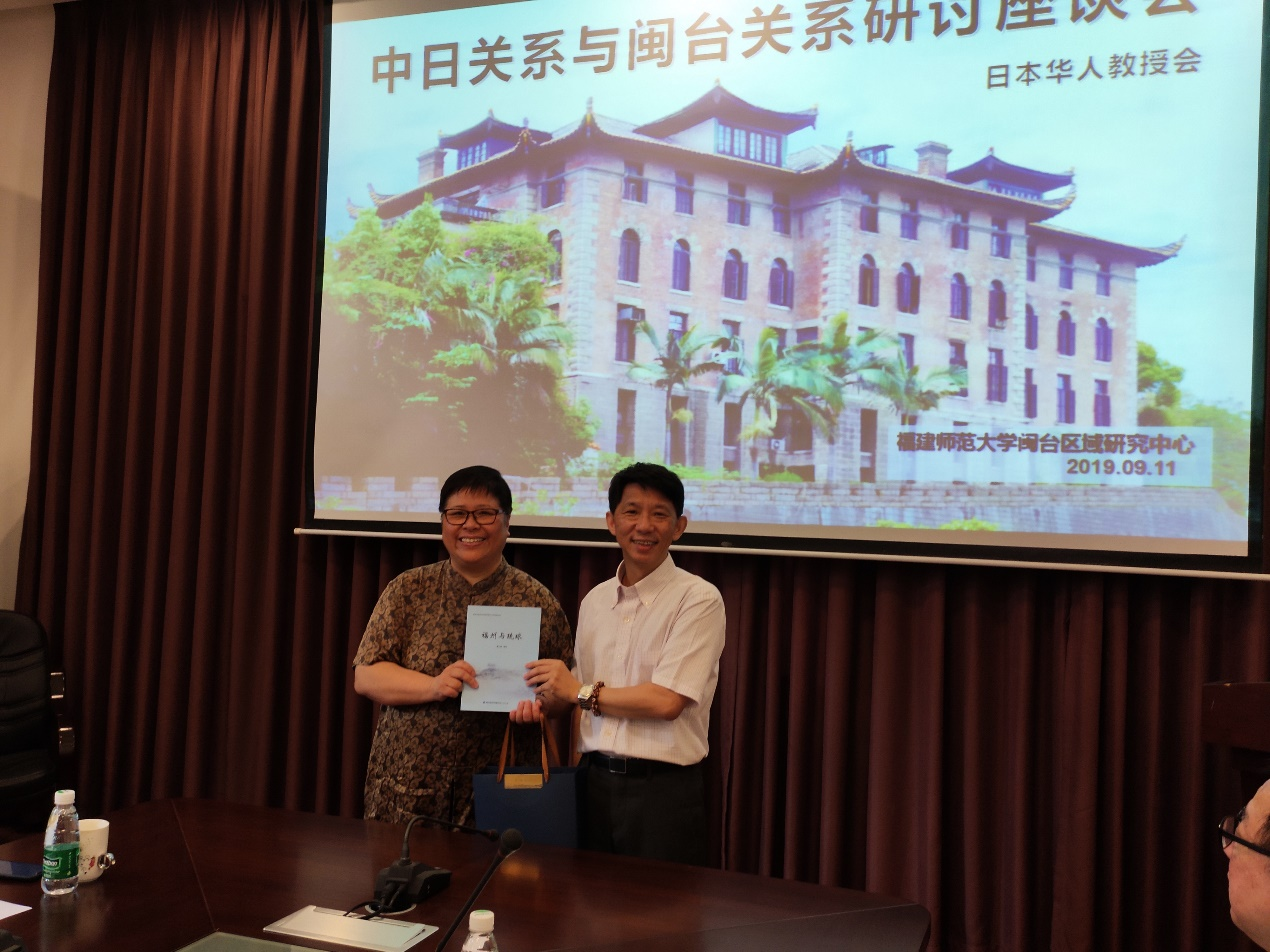 中日关系与闽台关系研讨座谈会
日本华人教授会
福建师范大学闽台区域研究中心
2019.09.11
福州与琉球